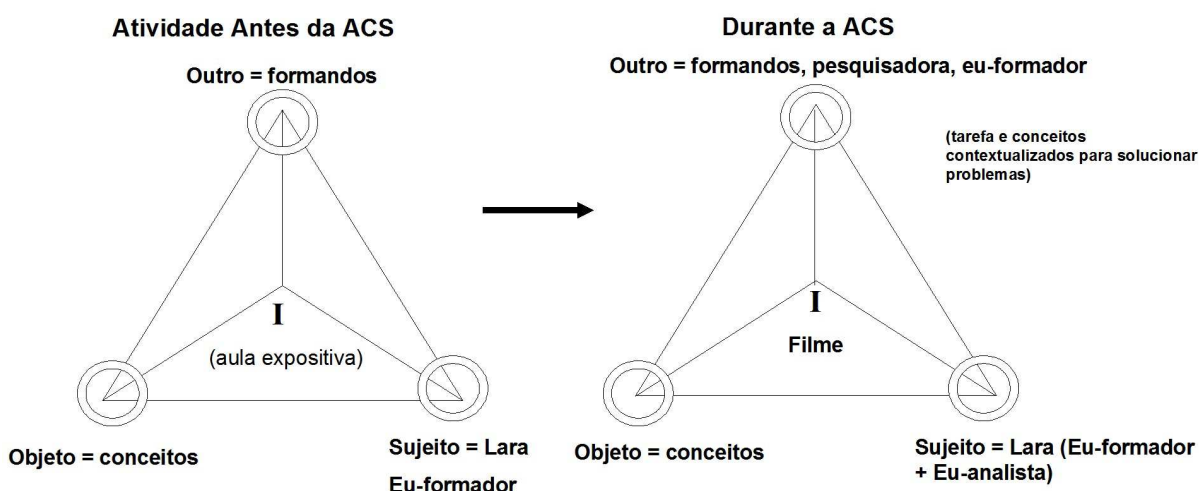 Atividade Antes da ACS
Outro = formandos
I
(aula expositiva)
Objeto = conceitos
Sujeito = Lara
Eu-formador
Durante a ACS
Outro = formandos, pesquisadora, eu-formador
(tarefa e conceitos
contextualizados para solucionar
problemas)
I
Filme
Objeto = conceitos
Sujeito = Lara (Eu-formador
+ Eu-analista)